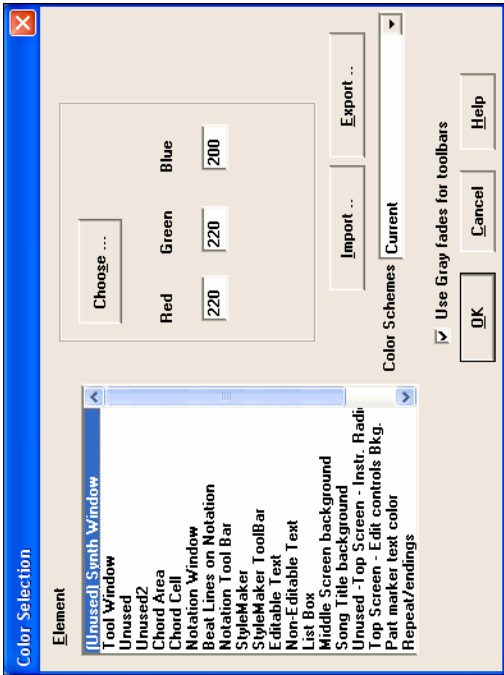 Color Selection
Element
(Unused) Synth Window
Tool Window
Unused
Unused2
Chord Area
Chord Cell
Notation Window
Beat Lines on Notation
Notation Tool Bar
StyleMaker
StyleMaker ToolBar
Editable Text
Non-Editable Text
List Box
Middle Screen background
Song Title background
Unused -Top Screen - Instr. Radi
Top Screen - Edit controls Bkg.
Part marker text color
Repeat/endings
Choose ...
Red Green Blue
220 220 200
Import .. Export ..
Color Schemes Current
Use Gray fades for toolbars
OK Cancel Help